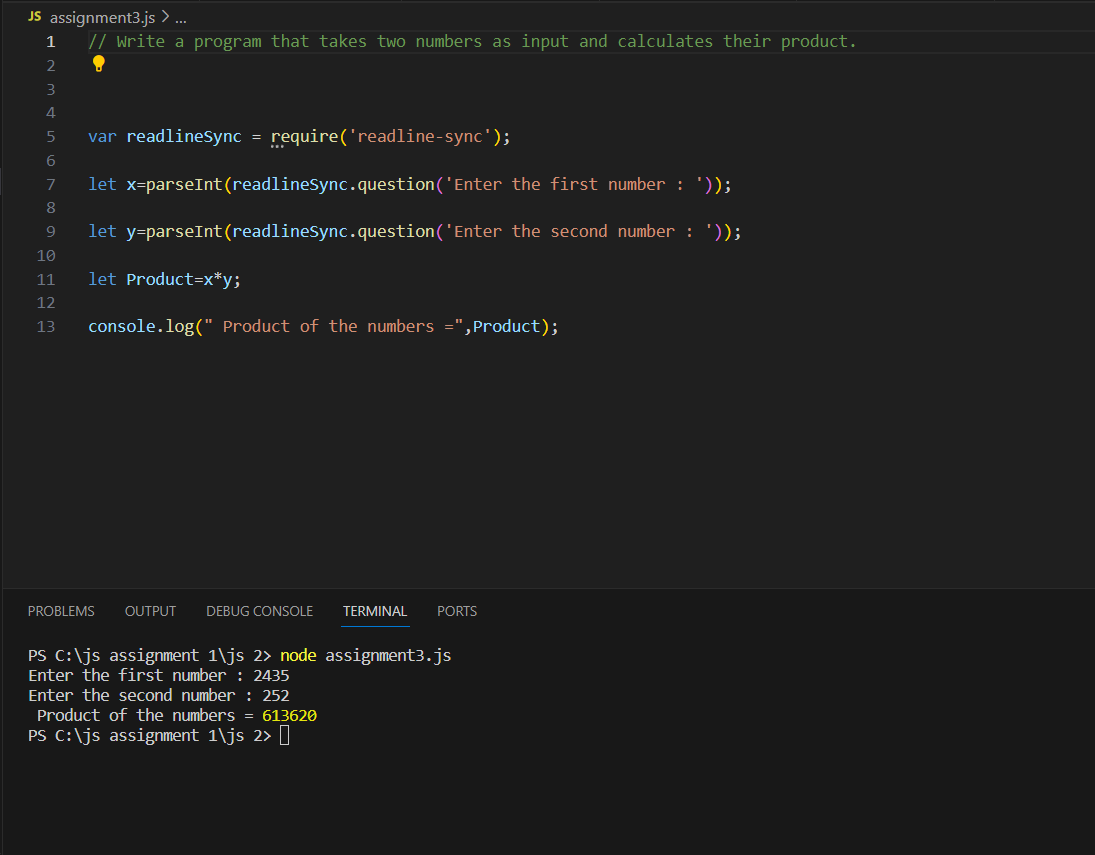 JS assignment3.js > ...
1 // Write a program that takes two numbers as input and calculates their product.
2
3
4
5 var readlineSync = require('readline-sync');
6
7 let x=parseInt(readlineSync.question('Enter the first number : '));
8
9 let y=parseInt(readlineSync.question('Enter the second number : '));
10
11 let Product=x*y;
12
13 console.log(" Product of the numbers =",Product);
PROBLEMS OUTPUT DEBUG CONSOLE TERMINAL PORTS
PS C:\js assignment 1\js 2> node assignment3.js
Enter the first number : 2435
Enter the second number : 252
 Product of the numbers = 613620
PS C:\js assignment 1\js 2>